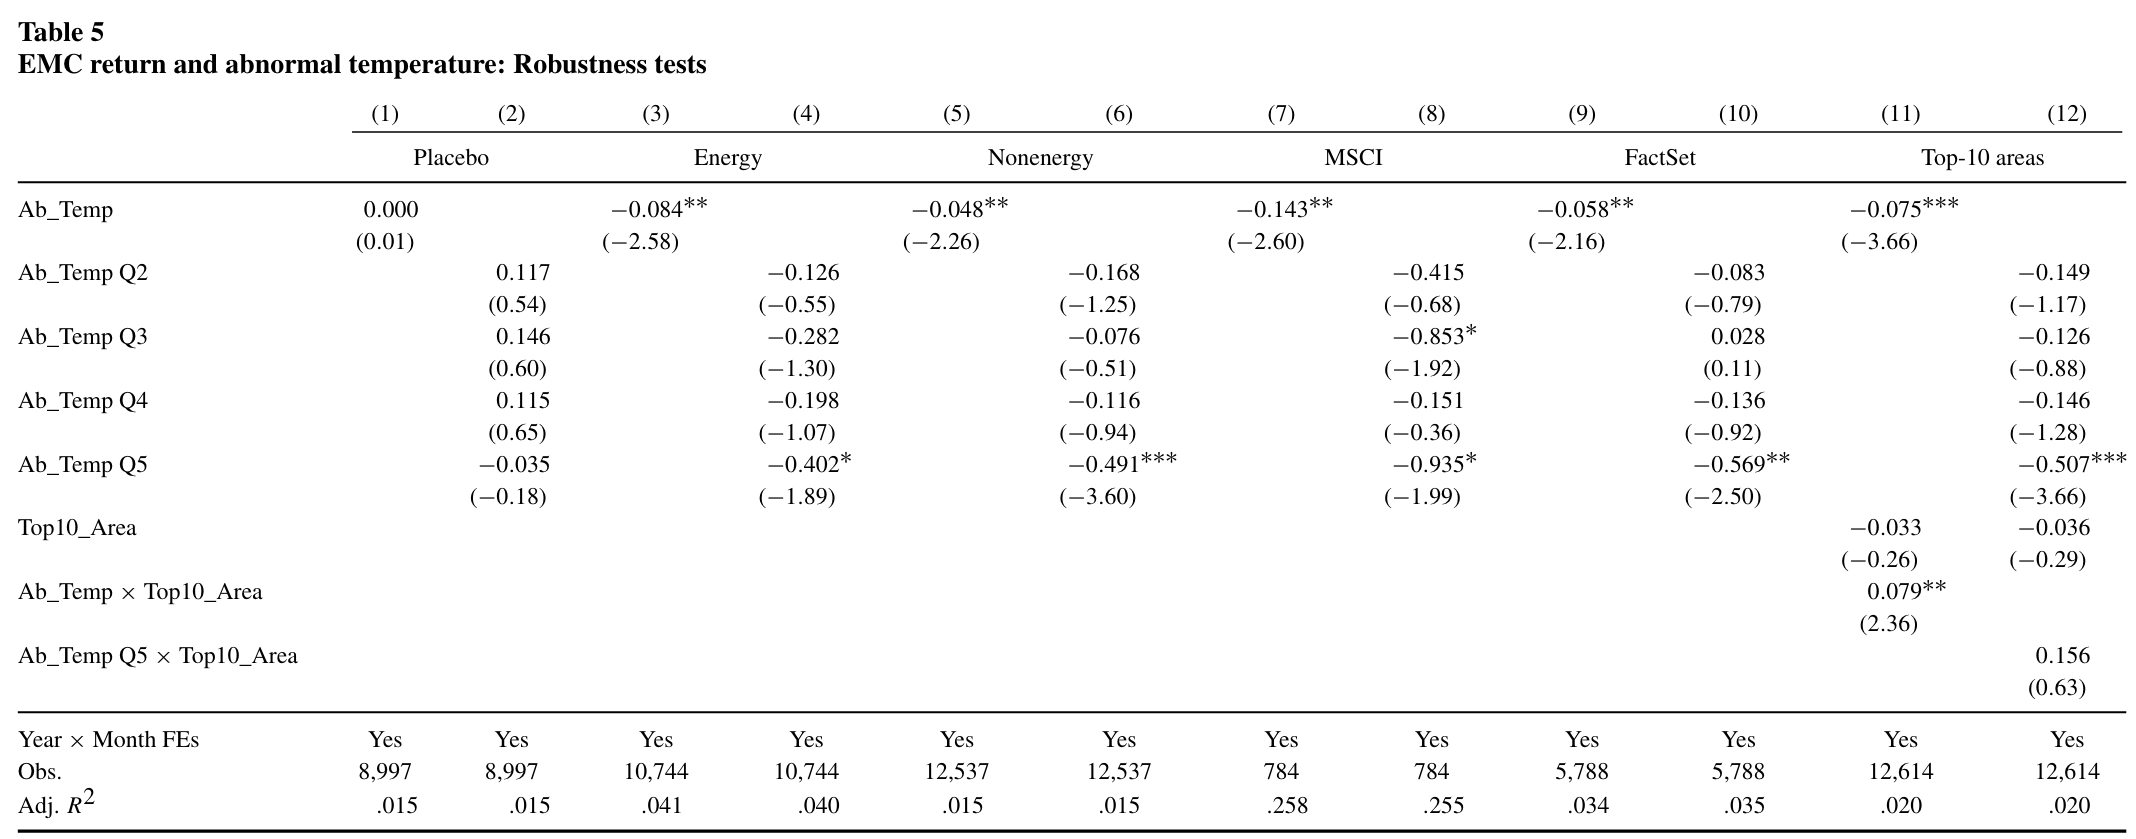 Table 5
EMC return and abnormal temperature: Robustness tests
(1) (2) (3) (4) (5) (6) (7) (8) (9) (10) (11) (12)
Placebo Energy Nonenergy MSCI FactSet Top-10 areas
Ab_Temp 0.000 −0.084** −0.048** −0.143** −0.058** −0.075***
(0.01) (−2.58) (−2.26) (−2.60) (−2.16) (−3.66)
Ab_Temp Q2 0.117 −0.126 −0.168 −0.415 −0.083 −0.149
(0.54) (−0.55) (−1.25) (−0.68) (−0.79) (−1.17)
Ab_Temp Q3 0.146 −0.282 −0.076 −0.853* 0.028 −0.126
(0.60) (−1.30) (−0.51) (−1.92) (0.11) (−0.88)
Ab_Temp Q4 0.115 −0.198 −0.116 −0.151 −0.136 −0.146
(0.65) (−1.07) (−0.94) (−0.36) (−0.92) (−1.28)
Ab_Temp Q5 −0.035 −0.402* −0.491*** −0.935* −0.569** −0.507***
(−0.18) (−1.89) (−3.60) (−1.99) (−2.50) (−3.66)
Top10_Area −0.033 −0.036
(−0.26) (−0.29)
Ab_Temp × Top10_Area 0.079**
(2.36)
Ab_Temp Q5 × Top10_Area 0.156
(0.63)
Year × Month FEs Yes Yes Yes Yes Yes Yes Yes Yes Yes Yes Yes Yes
Obs. 8,997 8,997 10,744 10,744 12,537 12,537 784 784 5,788 5,788 12,614 12,614
Adj. R2 .015 .015 .041 .040 .015 .015 .258 .255 .034 .035 .020 .020